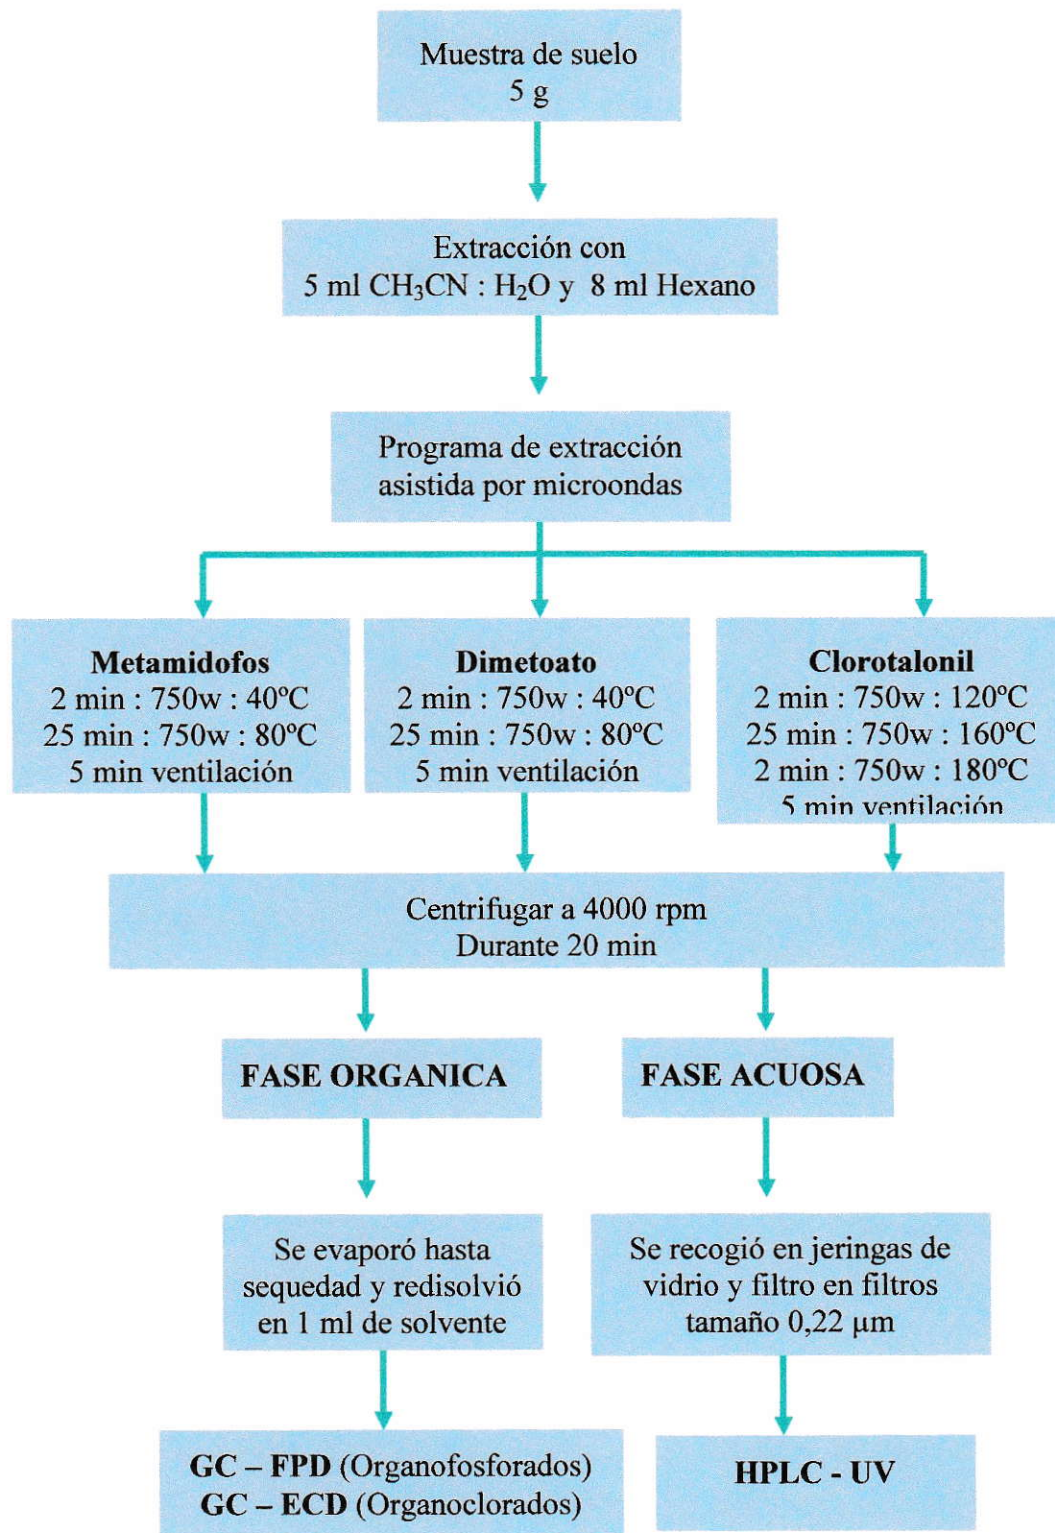 Muestra de suelo
5 g
Extracción con
5 ml CH₃CN : H₂O y 8 ml Hexano
Programa de extracción
asistida por microondas
Metamidofos
2 min : 750w : 40ºC
25 min : 750w : 80ºC
5 min ventilación
Dimetoato
2 min : 750w : 40ºC
25 min : 750w : 80ºC
5 min ventilación
Clorotalonil
2 min : 750w : 120ºC
25 min : 750w : 160ºC
2 min : 750w : 180ºC
5 min ventilación
Centrifugar a 4000 rpm
Durante 20 min
FASE ORGANICA
FASE ACUOSA
Se evaporó hasta
sequedad y redisolvió
en 1 ml de solvente
Se recogió en jeringas de
vidrio y filtro en filtros
tamaño 0,22 μm
GC – FPD (Organofosforados)
GC – ECD (Organoclorados)
HPLC - UV